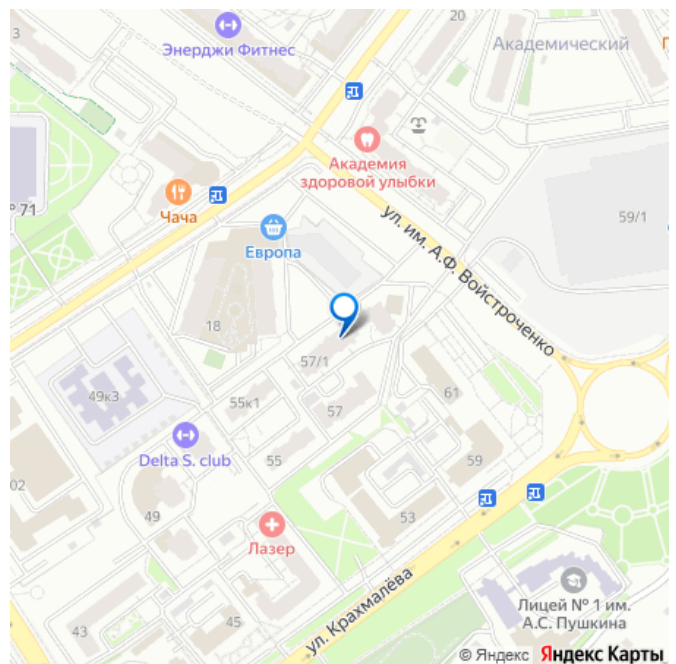 20
3
Энерджи Фитнес
Академический
Академия
здоровой улыбки
71
Чача
59/1
ул. им. А.Ф. Войстроченко
Европа
18
57/1
49к3
55к1
57
61
Delta S. club
55
59
02
49
53
Лазер
ул. Крахмалёва
Лицей № 1 им.
А.С. Пушкина
45
43
© Яндекс Яндекс Карты